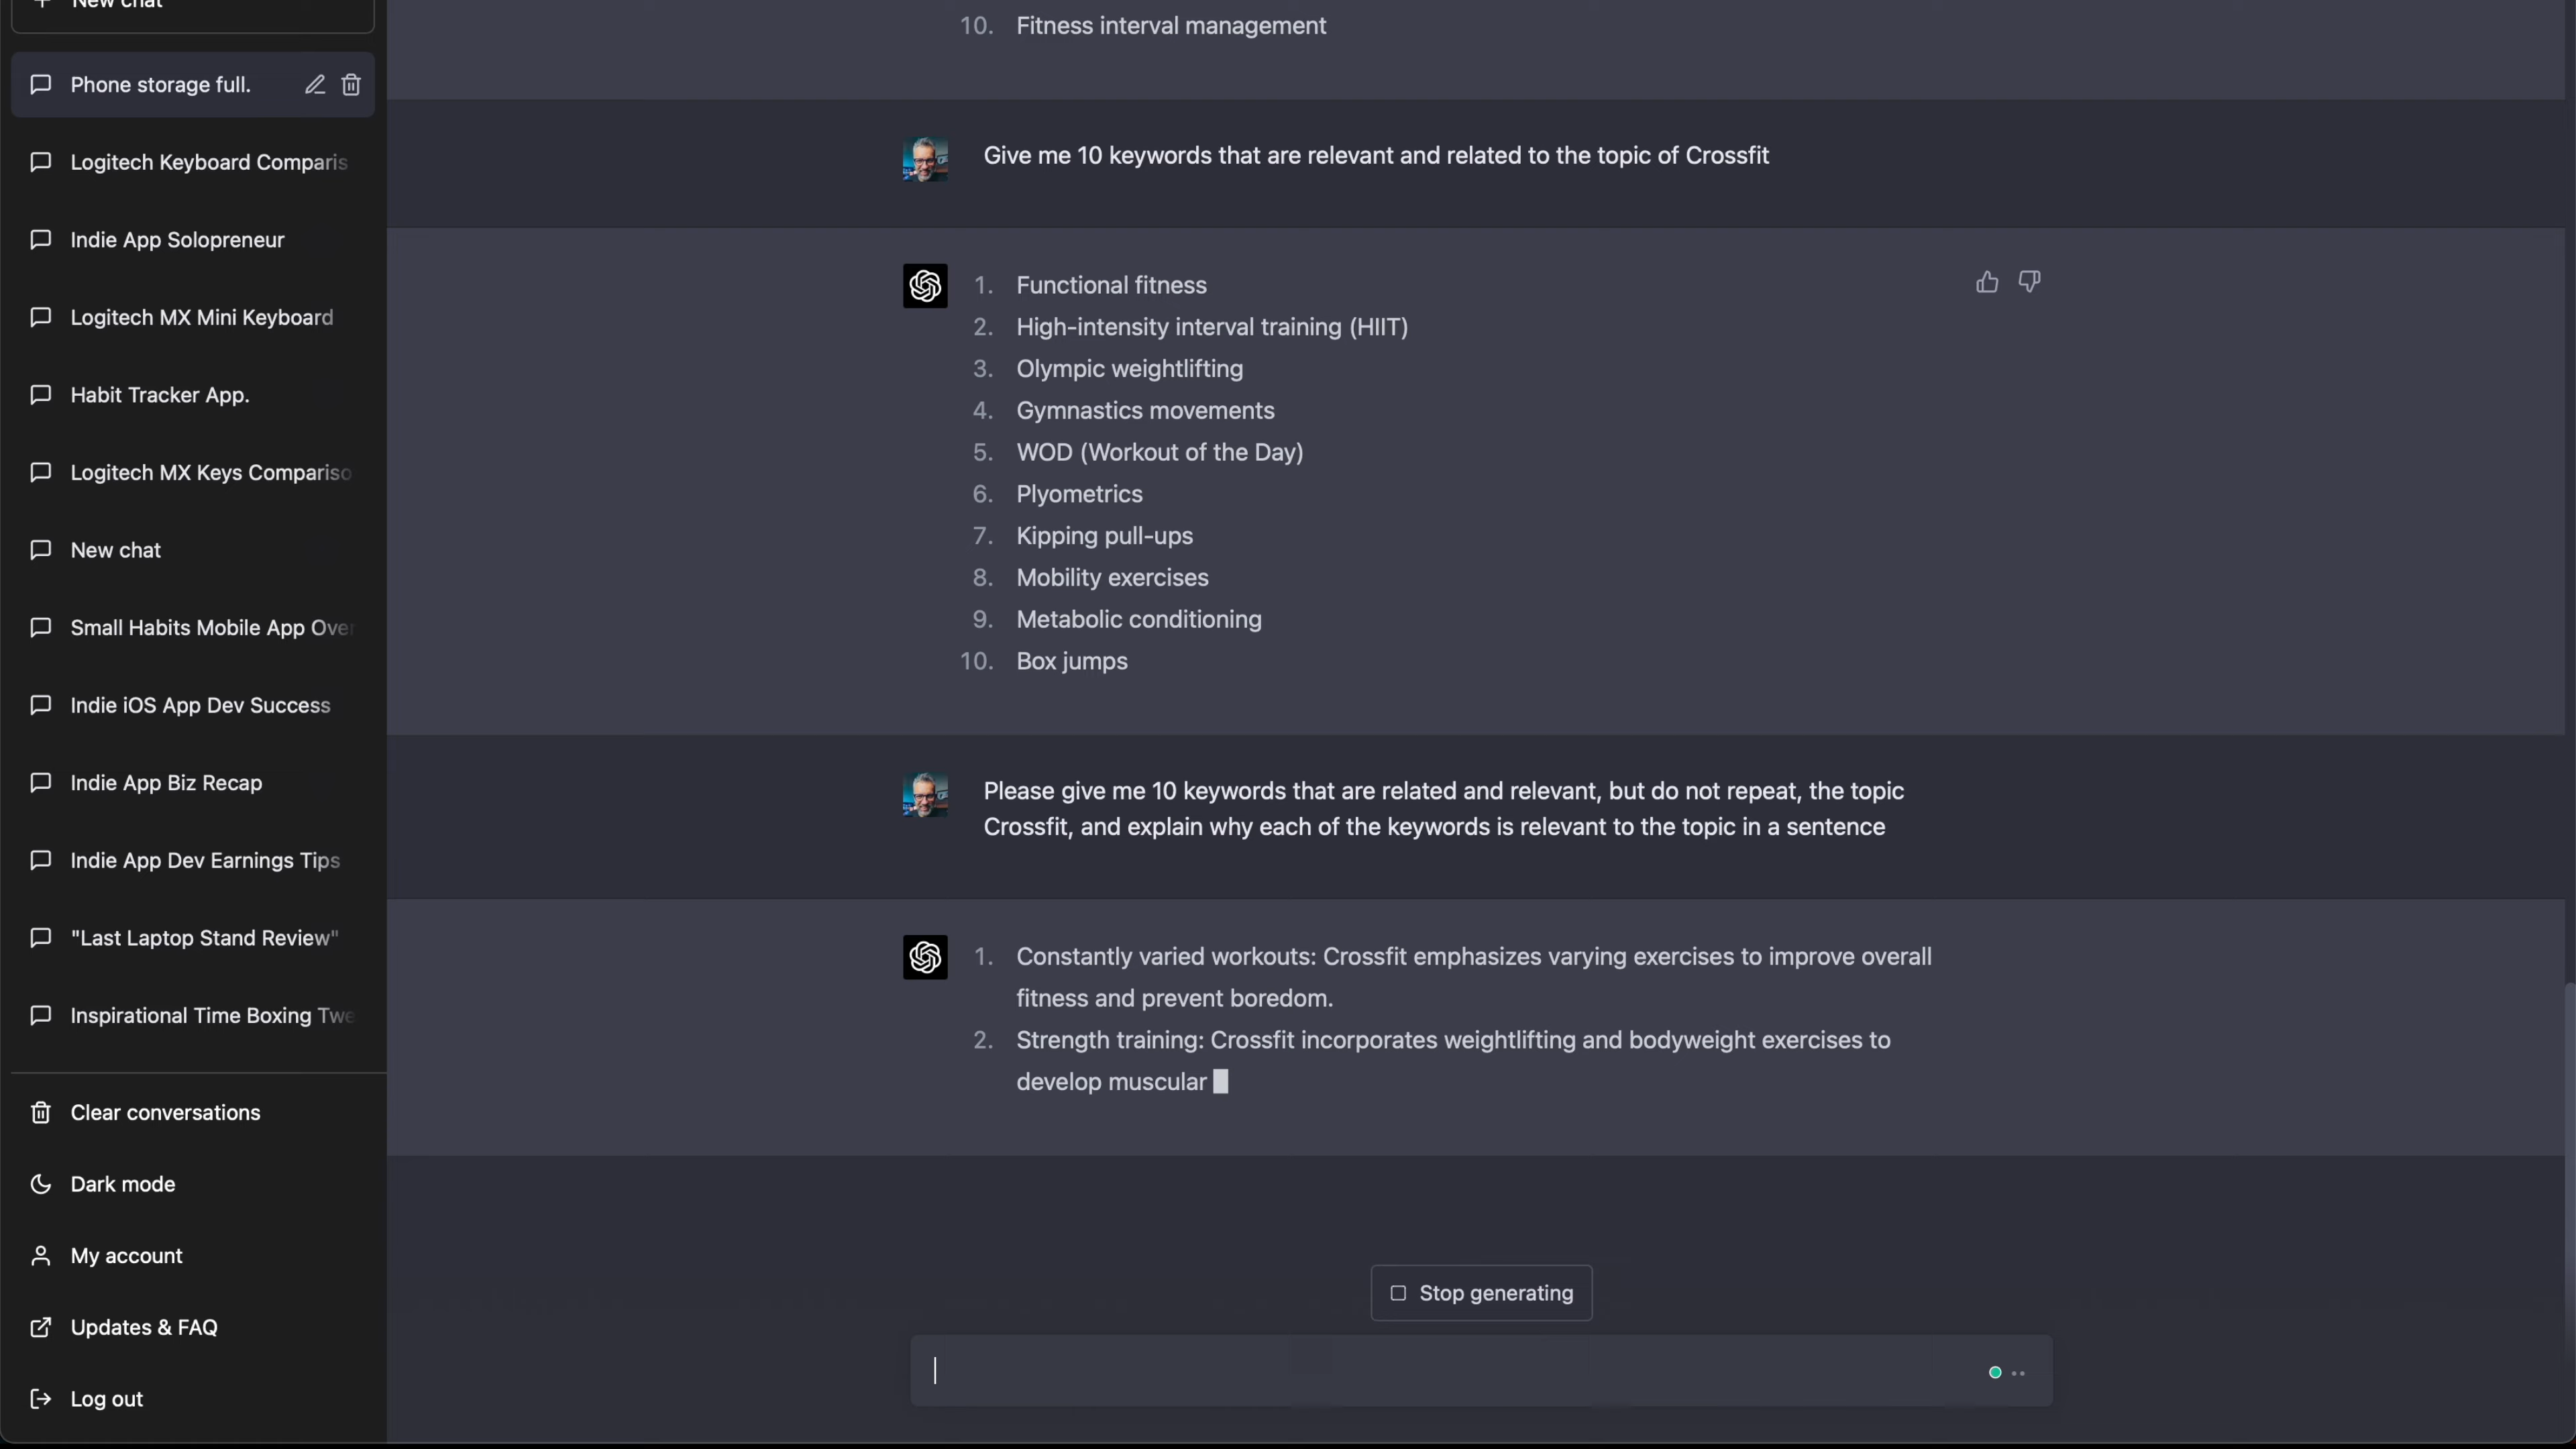 New chat
Phone storage full.
Logitech Keyboard Comparis
Indie App Solopreneur
Logitech MX Mini Keyboard
Habit Tracker App.
Logitech MX Keys Compariso
New chat
Small Habits Mobile App Over
Indie iOS App Dev Success
Indie App Biz Recap
Indie App Dev Earnings Tips
"Last Laptop Stand Review"
Inspirational Time Boxing Twe
Clear conversations
Dark mode
My account
Updates & FAQ
Log out
10. Fitness interval management
Give me 10 keywords that are relevant and related to the topic of Crossfit
1. Functional fitness
2. High-intensity interval training (HIIT)
3. Olympic weightlifting
4. Gymnastics movements
5. WOD (Workout of the Day)
6. Plyometrics
7. Kipping pull-ups
8. Mobility exercises
9. Metabolic conditioning
10. Box jumps
Please give me 10 keywords that are related and relevant, but do not repeat, the topic
Crossfit, and explain why each of the keywords is relevant to the topic in a sentence
1. Constantly varied workouts: Crossfit emphasizes varying exercises to improve overall
fitness and prevent boredom.
2. Strength training: Crossfit incorporates weightlifting and bodyweight exercises to
develop muscular
Stop generating